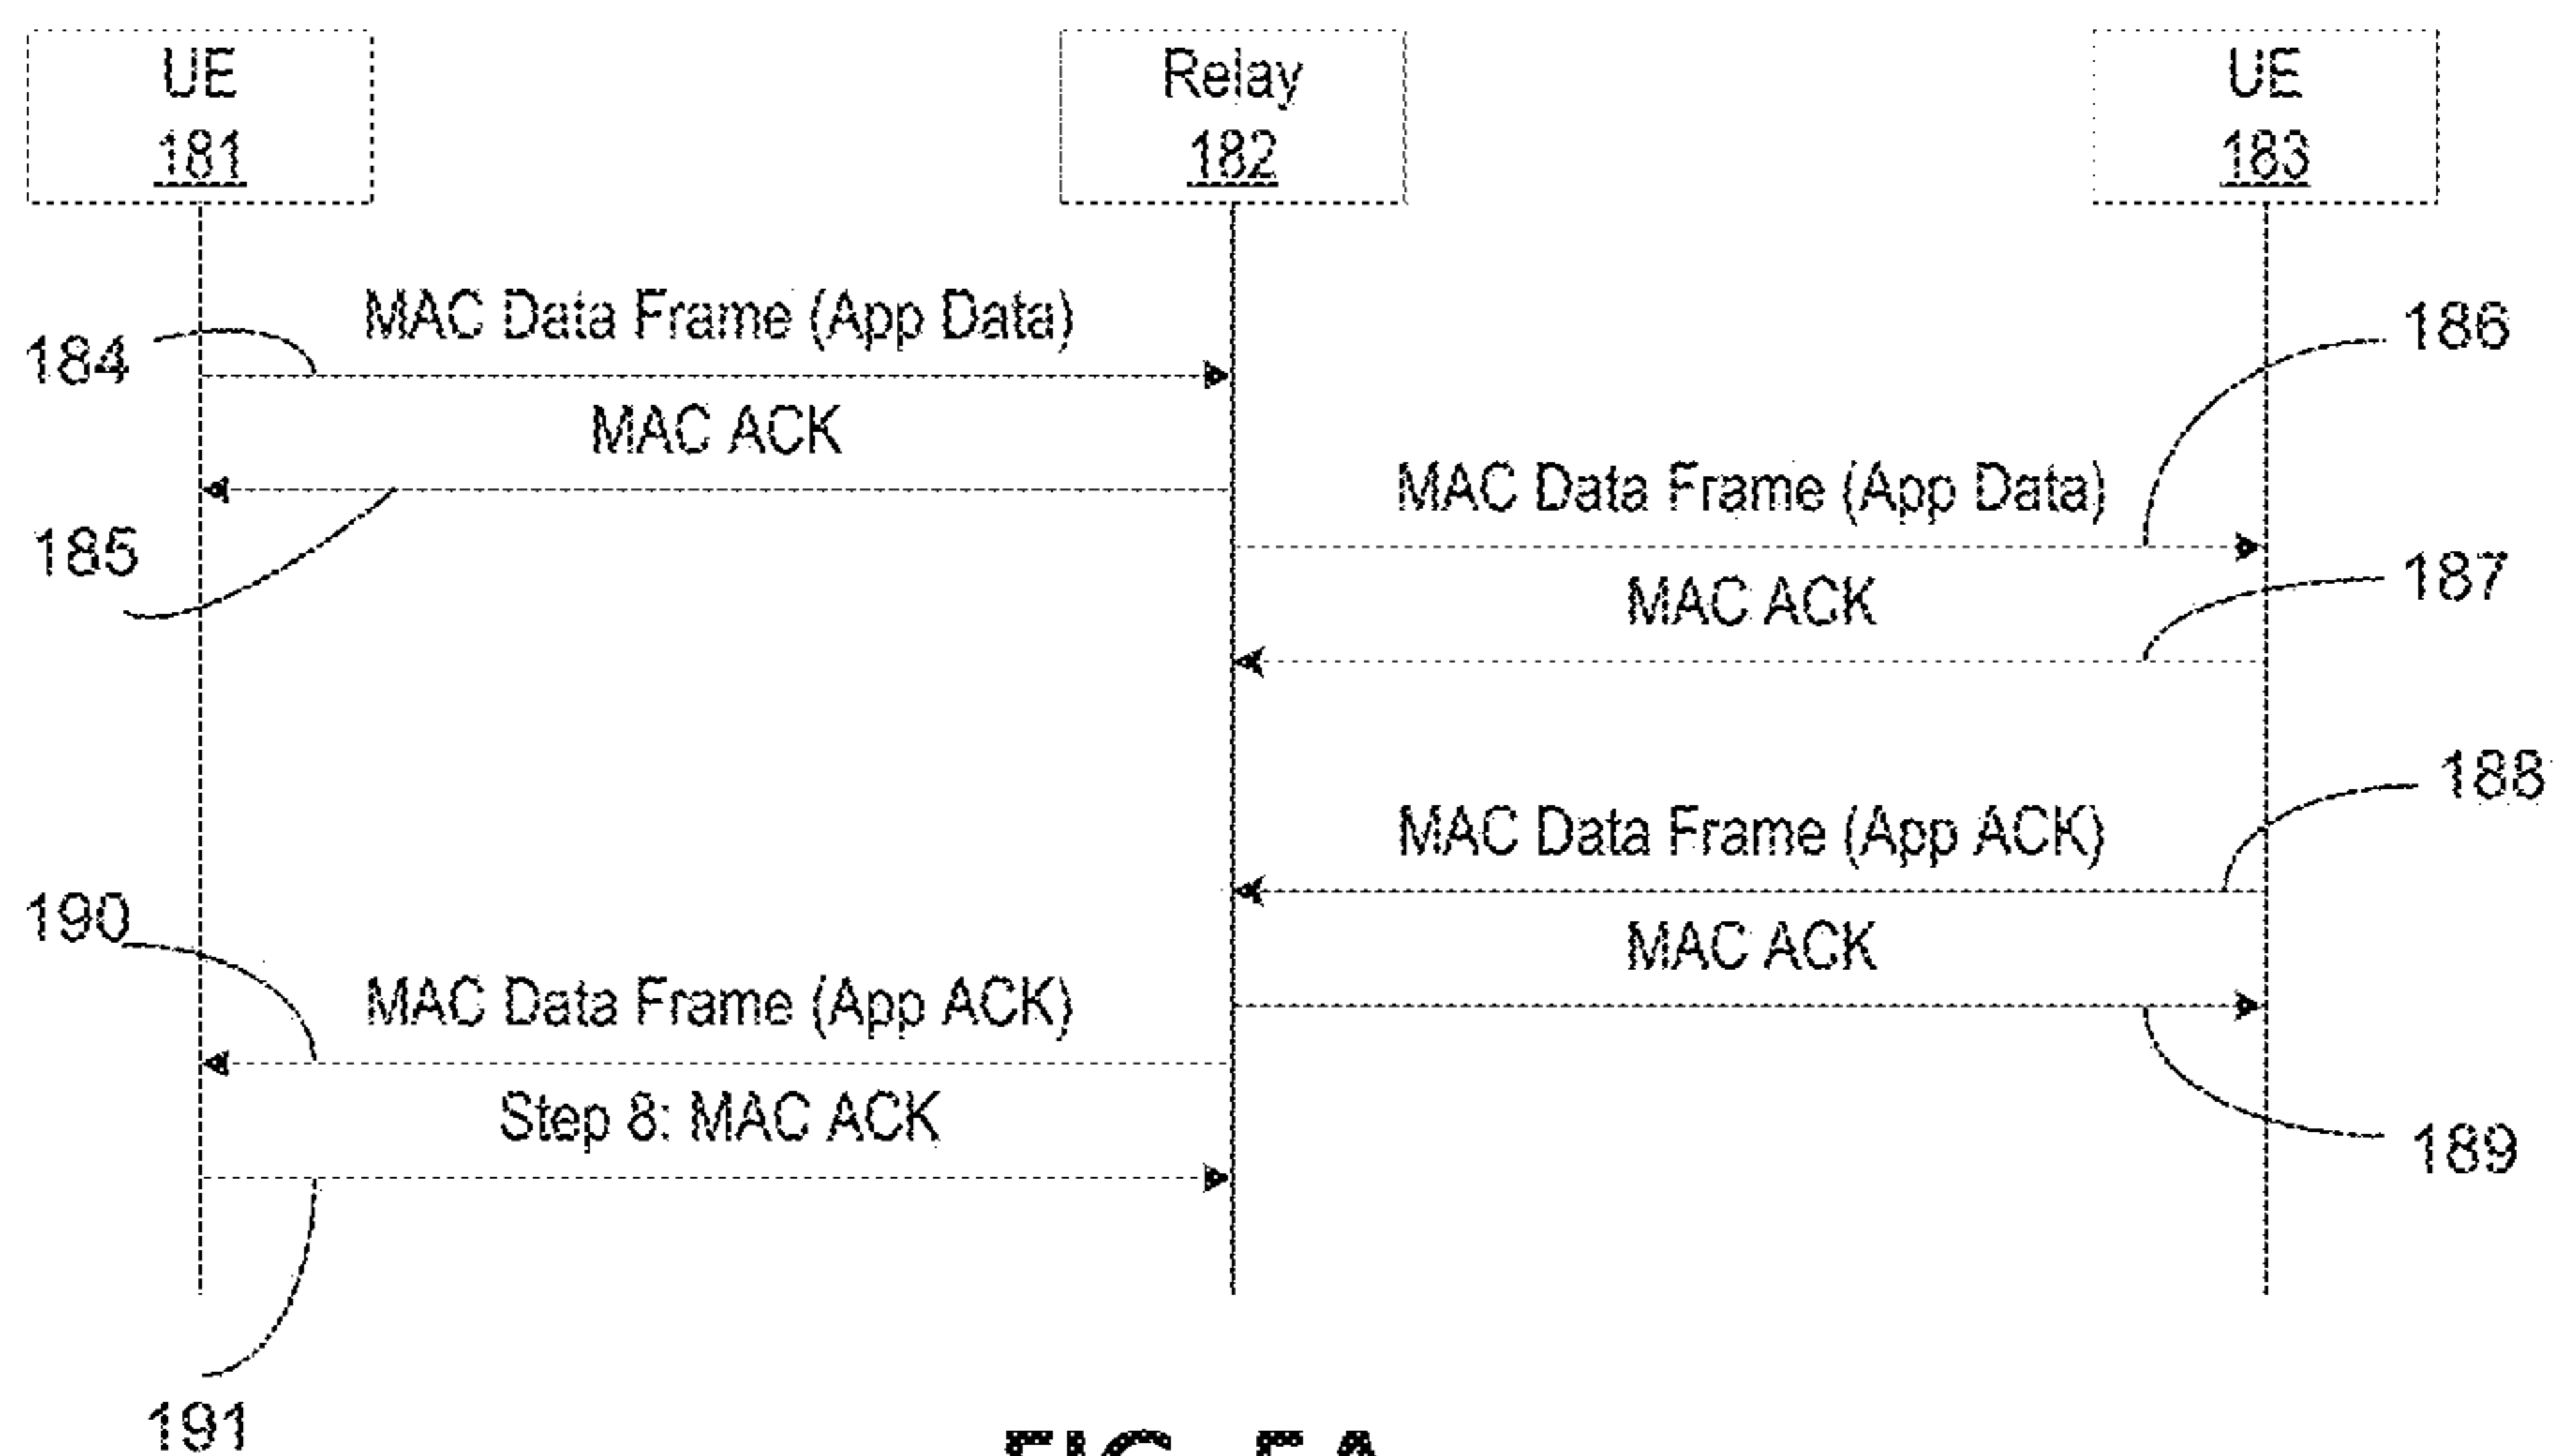 UE
181
Relay
182
UE
183
MAC Data Frame (App Data)
184
186
MAC ACK
185
MAC Data Frame (App Data)
187
MAC ACK
188
MAC Data Frame (App ACK)
190
MAC ACK
MAC Data Frame (App ACK)
Step 8: MAC ACK
189
191
FIG. 5A